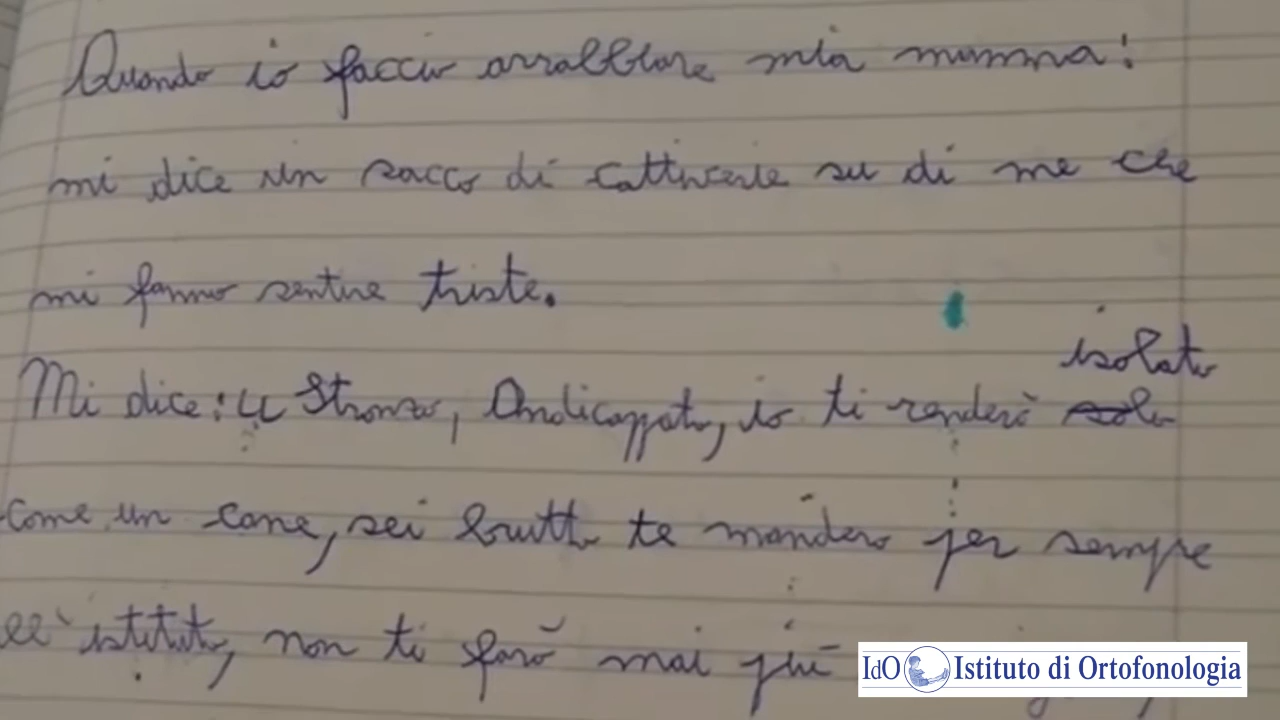 Quando io faccio arrabbiare mia mamma:
mi dice un sacco di cattiverie su di me che
mi fanno sentire triste.
isolato
Mi dice: " Stronzo, Andicappato, io ti renderò solo
come un cane, sei brutto te manderò per sempre
all'istituto, non ti farò mai più
IdO Istituto di Ortofonologia